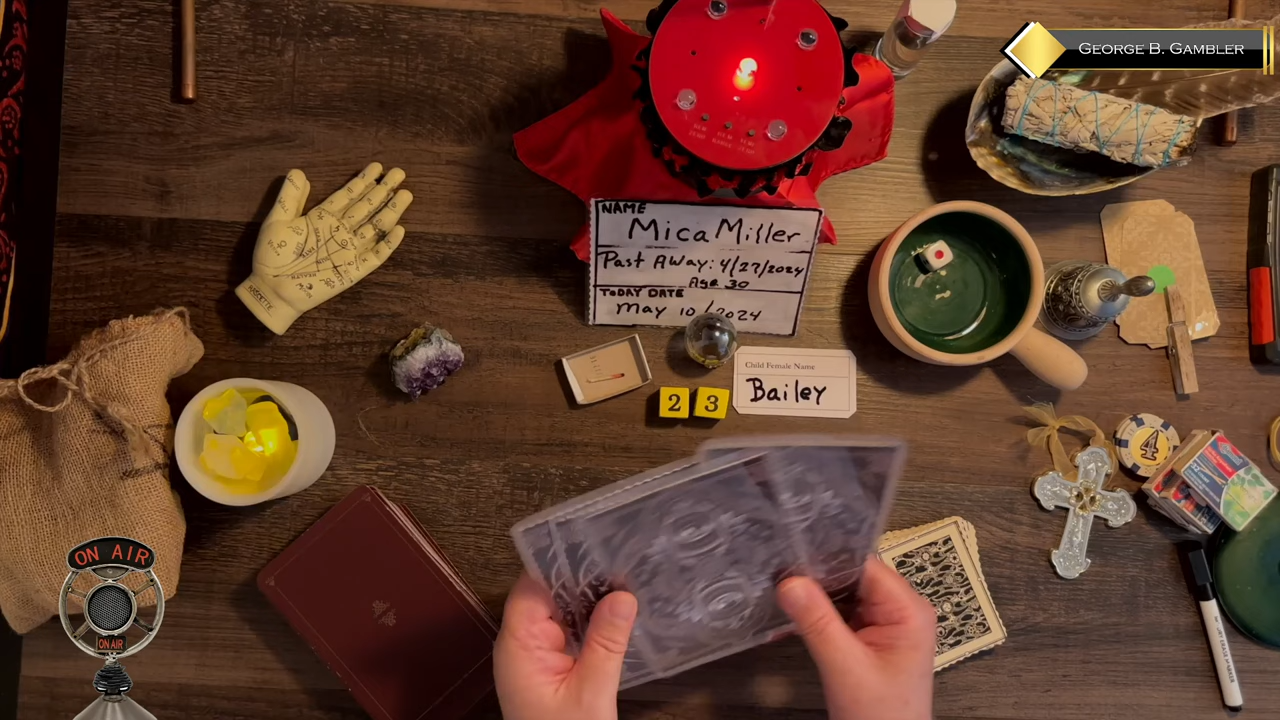 George B. Gambler
NAME
Mica Miller
Past AWay: 4/27/2024
Age 30
TODAY DATE
May 10/2024
Child Female Name
Bailey
2 3
4
ON AIR
ON AIR